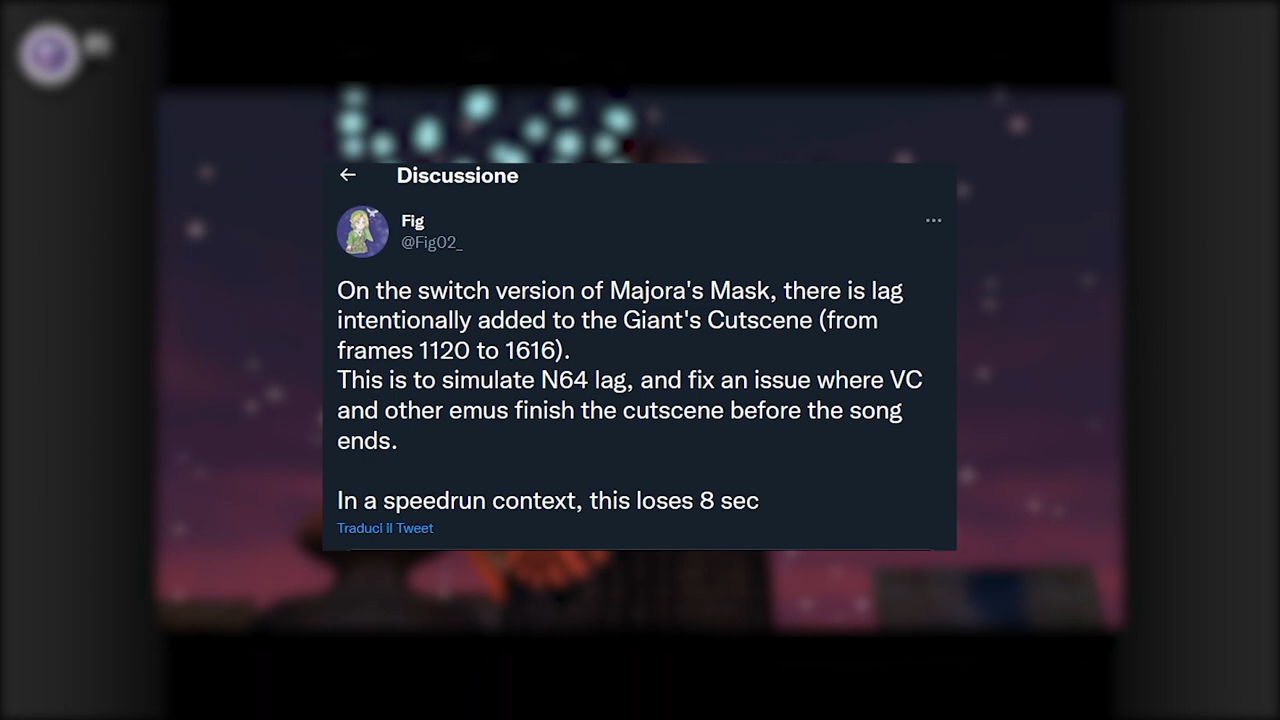 Discussione
Fig
@Fig02_
On the switch version of Majora's Mask, there is lag
intentionally added to the Giant's Cutscene (from
frames 1120 to 1616).
This is to simulate N64 lag, and fix an issue where VC
and other emus finish the cutscene before the song
ends.
In a speedrun context, this loses 8 sec
Traduci il Tweet